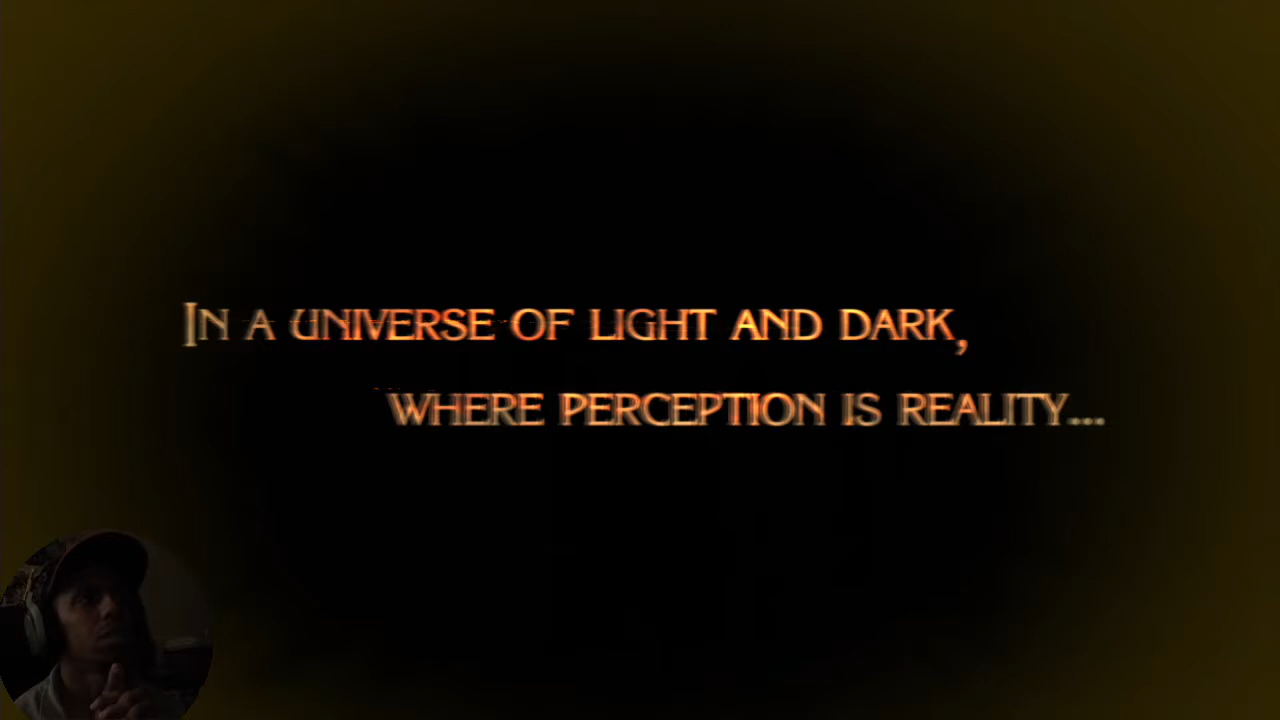 In a universe of light and dark,
where perception is reality...